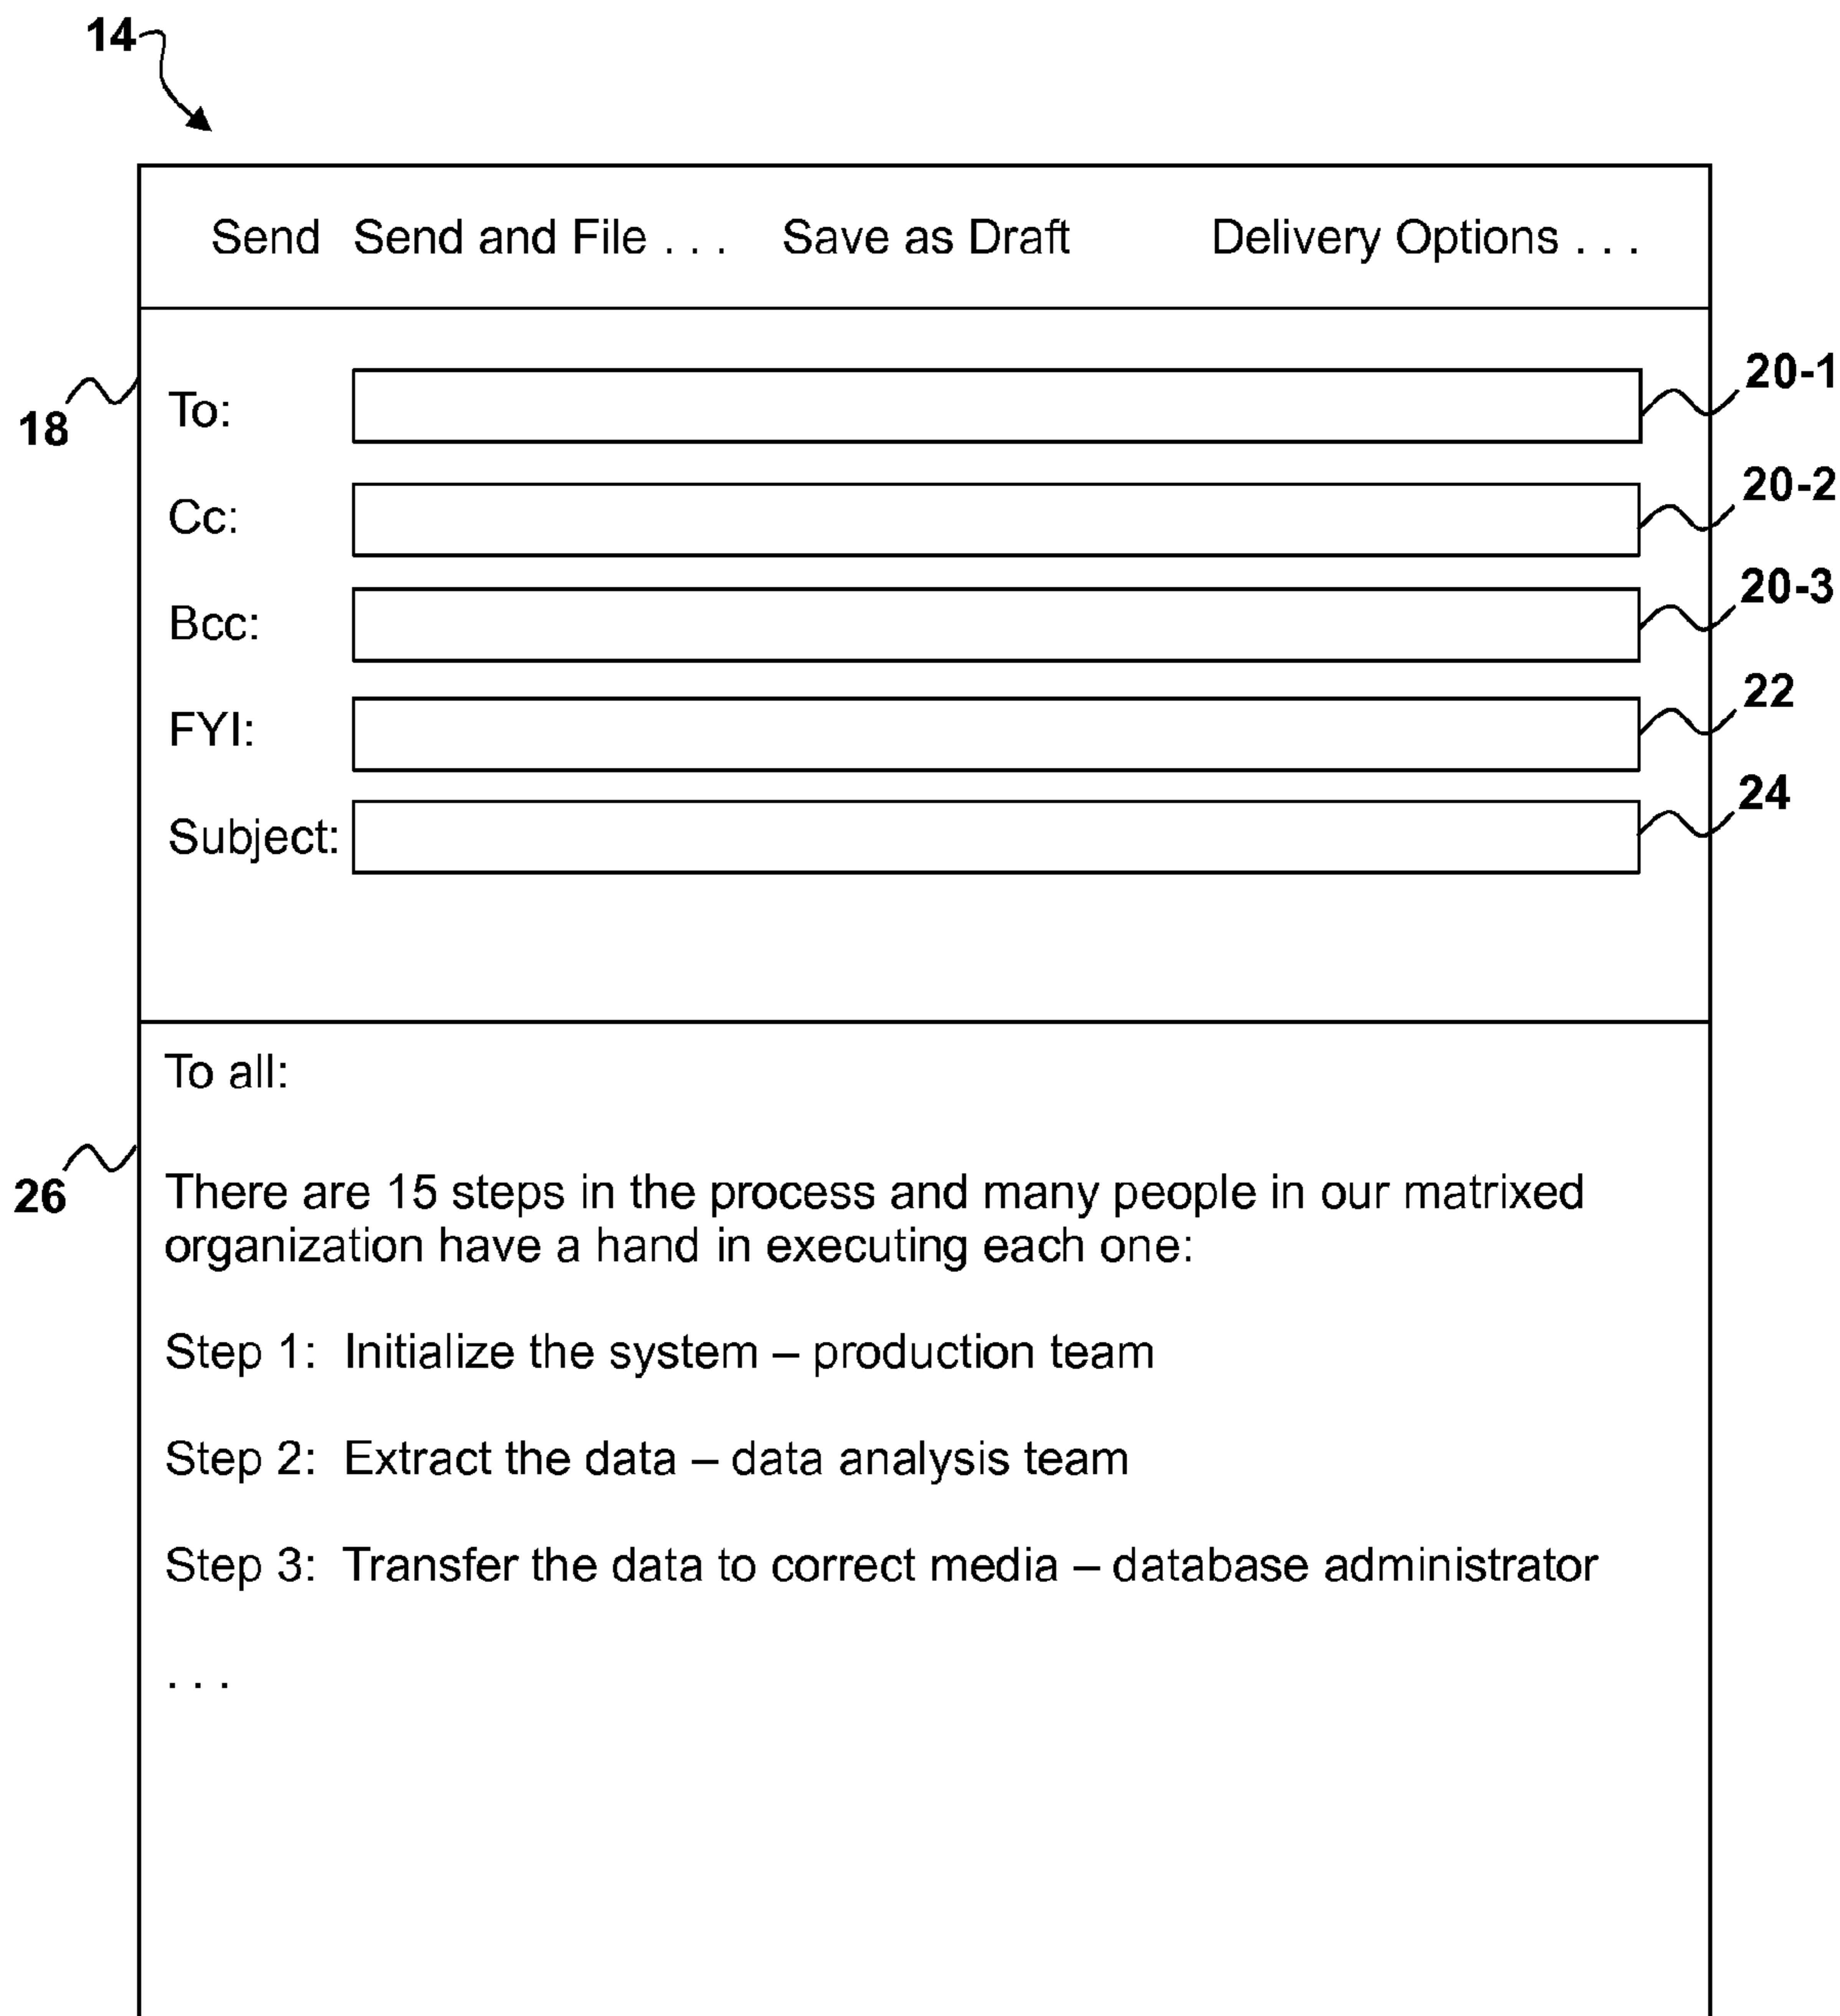 14
Send Send and File . . . Save as Draft Delivery Options . . .
18
To:
20-1
Cc:
20-2
Bcc:
20-3
FYI:
22
Subject:
24
To all:
26
There are 15 steps in the process and many people in our matrixed
organization have a hand in executing each one:
Step 1: Initialize the system – production team
Step 2: Extract the data – data analysis team
Step 3: Transfer the data to correct media – database administrator
. . .